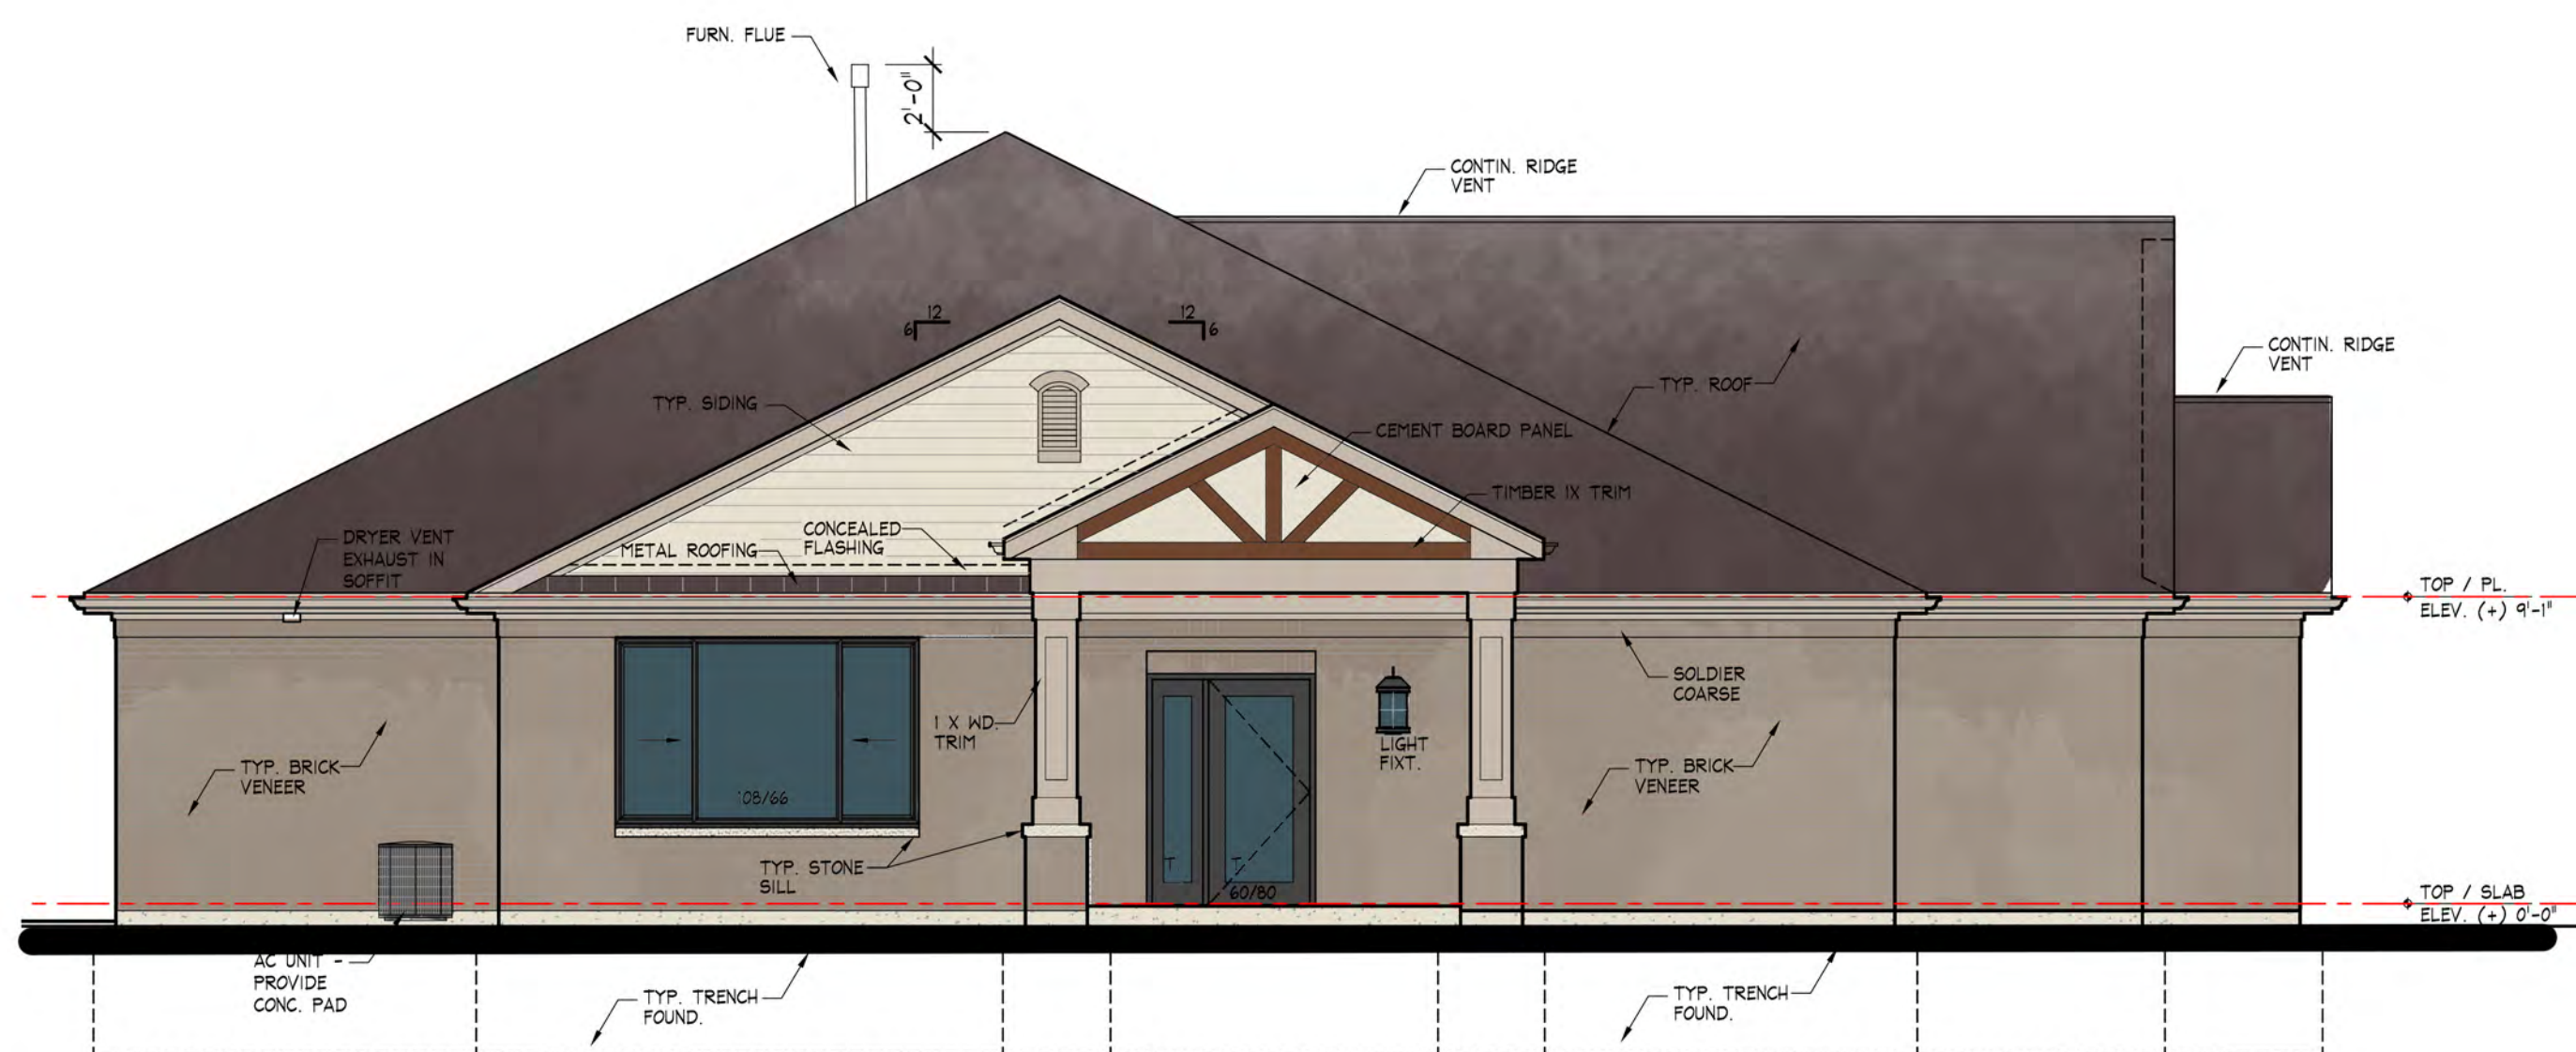 FURN. FLUE
2'-0"
CONTIN. RIDGE
VENT
12
6
12
6
CONTIN. RIDGE
VENT
TYP. ROOF
TYP. SIDING
CEMENT BOARD PANEL
TIMBER 1X TRIM
DRYER VENT
EXHAUST IN
SOFFIT
METAL ROOFING
CONCEALED
FLASHING
TOP / PL.
ELEV. (+) 9'-1"
SOLDIER
COARSE
1 X WD.
TRIM
LIGHT
FIXT.
TYP. BRICK
VENEER
108/66
TYP. BRICK
VENEER
TYP. STONE
SILL
T
T
60/80
TOP / SLAB
ELEV. (+) 0'-0"
AC UNIT -
PROVIDE
CONC. PAD
TYP. TRENCH
FOUND.
TYP. TRENCH
FOUND.